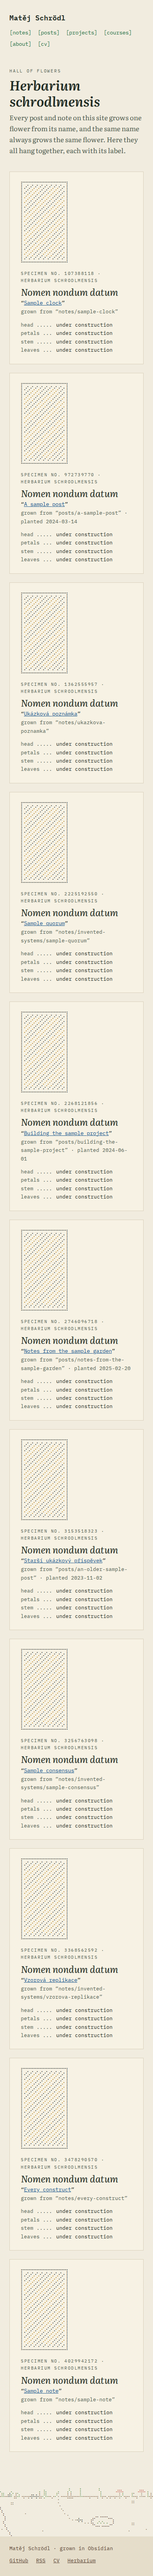 Matěj Schrödl
[notes] [posts] [projects] [courses]
[about] [cv]
HALL OF FLOWERS
Herbarium
schrodlmensis
Every post and note on this site grows one
flower from its name, and the same name
always grows the same flower. Here they
all hang together, each with its label.
SPECIMEN NO. 187388118 ·
HERBARIUM SCHRODLMENSIS
Nomen nondum datum
“Sample clock”
grown from “notes/sample-clock”
head ..... under construction
petals ... under construction
stem ..... under construction
leaves ... under construction
SPECIMEN NO. 972739770 ·
HERBARIUM SCHRODLMENSIS
Nomen nondum datum
“A sample post”
grown from “posts/a-sample-post” ·
planted 2024-03-14
head ..... under construction
petals ... under construction
stem ..... under construction
leaves ... under construction
SPECIMEN NO. 1362555957 ·
HERBARIUM SCHRODLMENSIS
Nomen nondum datum
“Ukázková poznámka”
grown from “notes/ukazkova-
poznamka”
head ..... under construction
petals ... under construction
stem ..... under construction
leaves ... under construction
SPECIMEN NO. 2225192550 ·
HERBARIUM SCHRODLMENSIS
Nomen nondum datum
“Sample quorum”
grown from “notes/invented-
systems/sample-quorum”
head ..... under construction
petals ... under construction
stem ..... under construction
leaves ... under construction
SPECIMEN NO. 2268121856 ·
HERBARIUM SCHRODLMENSIS
Nomen nondum datum
“Building the sample project”
grown from “posts/building-the-
sample-project” · planted 2024-06-
01
head ..... under construction
petals ... under construction
stem ..... under construction
leaves ... under construction
SPECIMEN NO. 2746096718 ·
HERBARIUM SCHRODLMENSIS
Nomen nondum datum
“Notes from the sample garden”
grown from “posts/notes-from-the-
sample-garden” · planted 2025-02-20
head ..... under construction
petals ... under construction
stem ..... under construction
leaves ... under construction
SPECIMEN NO. 3153518323 ·
HERBARIUM SCHRODLMENSIS
Nomen nondum datum
“Starší ukázkový příspěvek”
grown from “posts/an-older-sample-
post” · planted 2023-11-02
head ..... under construction
petals ... under construction
stem ..... under construction
leaves ... under construction
SPECIMEN NO. 3256743098 ·
HERBARIUM SCHRODLMENSIS
Nomen nondum datum
“Sample consensus”
grown from “notes/invented-
systems/sample-consensus”
head ..... under construction
petals ... under construction
stem ..... under construction
leaves ... under construction
SPECIMEN NO. 3368562592 ·
HERBARIUM SCHRODLMENSIS
Nomen nondum datum
“Vzorová replikace”
grown from “notes/invented-
systems/vzorova-replikace”
head ..... under construction
petals ... under construction
stem ..... under construction
leaves ... under construction
SPECIMEN NO. 3478290570 ·
HERBARIUM SCHRODLMENSIS
Nomen nondum datum
“Every construct”
grown from “notes/every-construct”
head ..... under construction
petals ... under construction
stem ..... under construction
leaves ... under construction
SPECIMEN NO. 4029942172 ·
HERBARIUM SCHRODLMENSIS
Nomen nondum datum
“Sample note”
grown from “notes/sample-note”
head ..... under construction
petals ... under construction
stem ..... under construction
leaves ... under construction
Matěj Schrödl · grown in Obsidian
GitHub RSS CV Herbarium